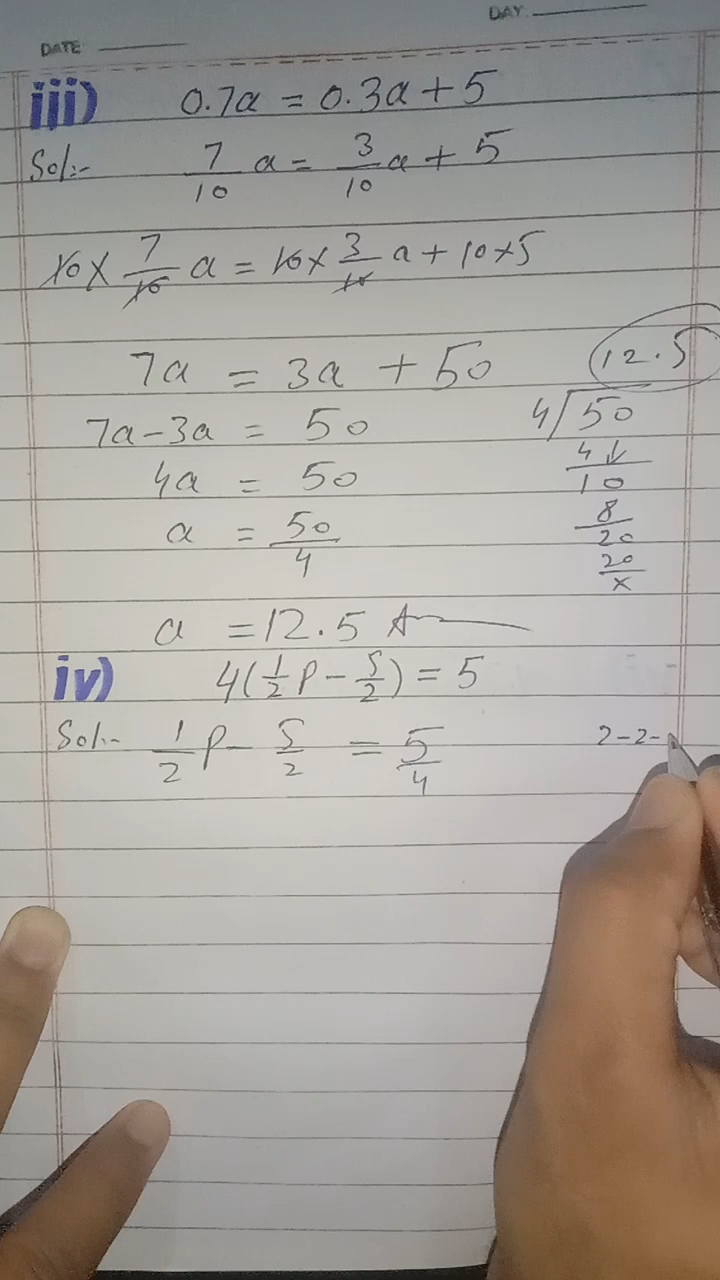 DAY
DATE
iii) 0.7a = 0.3a + 5
Sol:- 7/10 a = 3/10 a + 5
10 × 7/10 a = 10 × 3/10 a + 10 × 5
7a = 3a + 50
12.5
7a - 3a = 50
4)50
4a = 50
4↓
10
a = 50/4
8
20
20
×
a = 12.5
iv) 4(1/2 P - 5/2) = 5
Sol:- 1/2 P - 5/2 = 5/4
2-2-